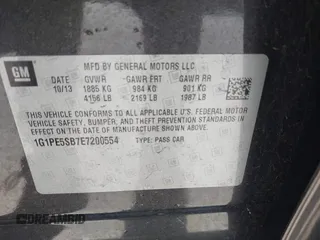 GM
MFD BY GENERAL MOTORS LLC
DATE GVWR GAWR FRT GAWR RR
10/13 1885 KG 984 KG 901 KG
4156 LB 2169 LB 1987 LB
THIS VEHICLE CONFORMS TO ALL APPLICABLE U.S. FEDERAL MOTOR
VEHICLE SAFETY, BUMPER, AND THEFT PREVENTION STANDARDS IN
EFFECT ON THE DATE OF MANUFACTURE SHOWN ABOVE.
1G1PE5SB7E7200554 TYPE: PASS CAR
DREAMBID